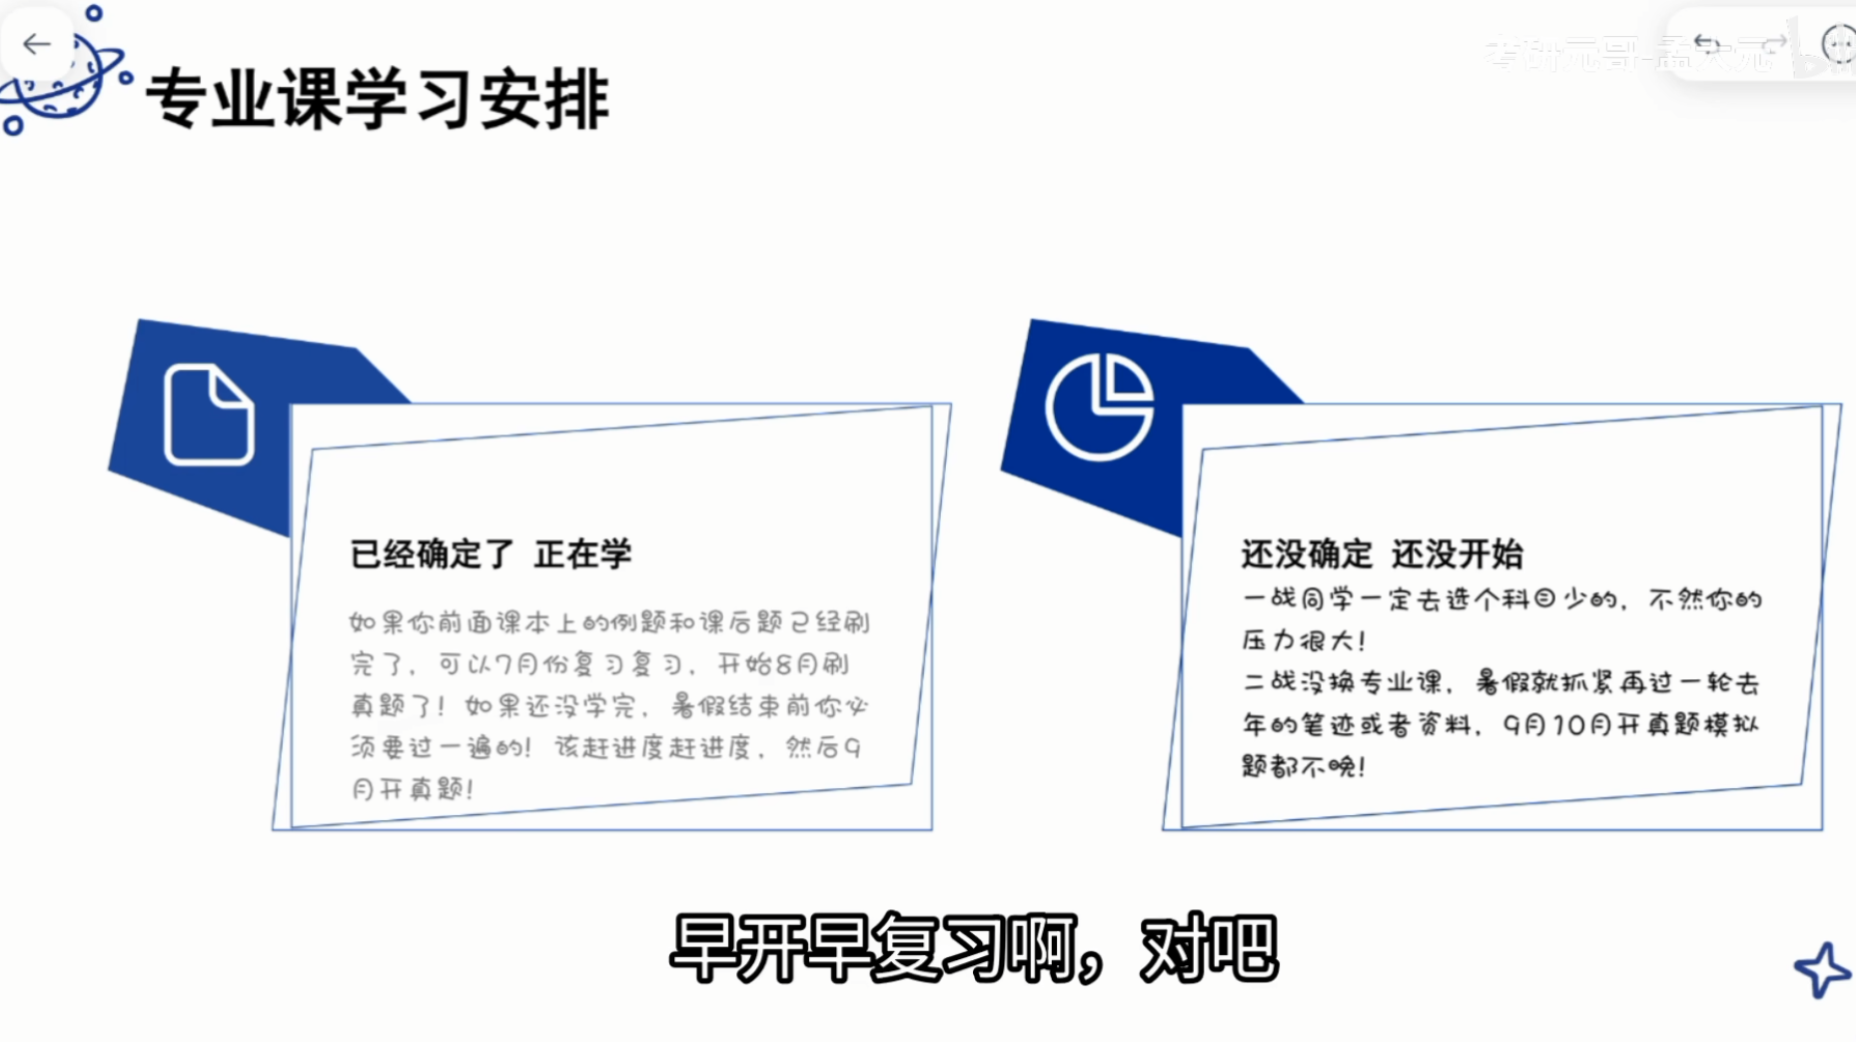 考研元哥-孟大元
专业课学习安排
已经确定了 正在学
如果你前面课本上的例题和课后题已经刷
完了，可以7月份复习复习，开始8月刷
真题了！如果还没学完，暑假结束前你必
须要过一遍的！该赶进度赶进度，然后9
月开真题！
还没确定 还没开始
一战同学一定去选个科目少的，不然你的
压力很大！
二战没换专业课，暑假就抓紧再过一轮去
年的笔迹或者资料，9月10月开真题模拟
题都不晚！
早开早复习啊，对吧